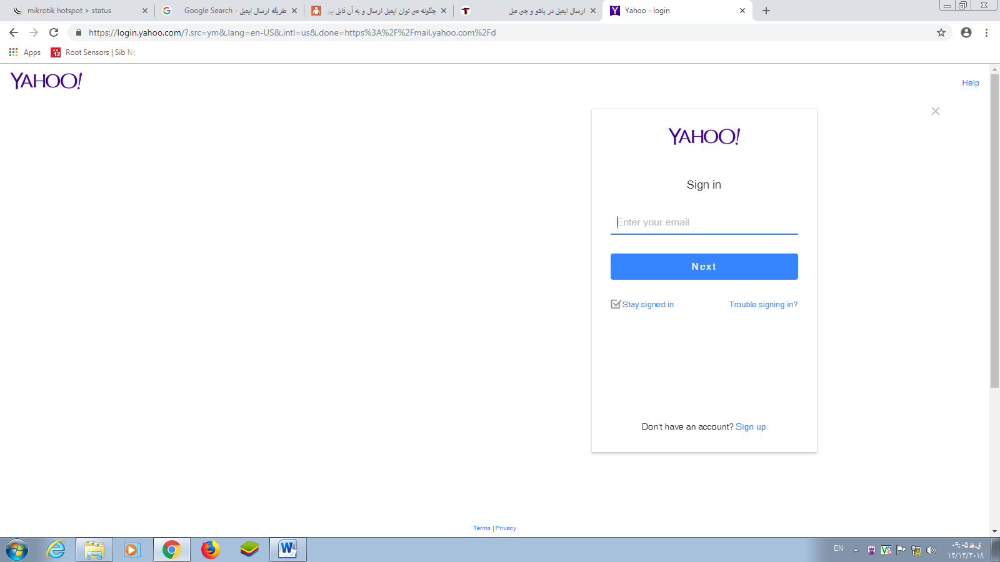 mikrotik hotspot > status
طریقه ارسال ایمیل - Google Search
چگونه می توان ایمیل ارسال و به آن فایل
ارسال ایمیل در یاهو و جی میل
Yahoo - login
https://login.yahoo.com/?.src=ym&.lang=en-US&.intl=us&.done=https%3A%2F%2Fmail.yahoo.com%2Fd
Apps
12
Root Sensors | Sib Ne
YAHOO!
Help
YAHOO!
Sign in
Enter your email
Next
Stay signed in
Trouble signing in?
Don't have an account? Sign up
Terms | Privacy
EN
ق.ظ ۰۹:۰۵
۱۲/۱۲/۲۰۱۸